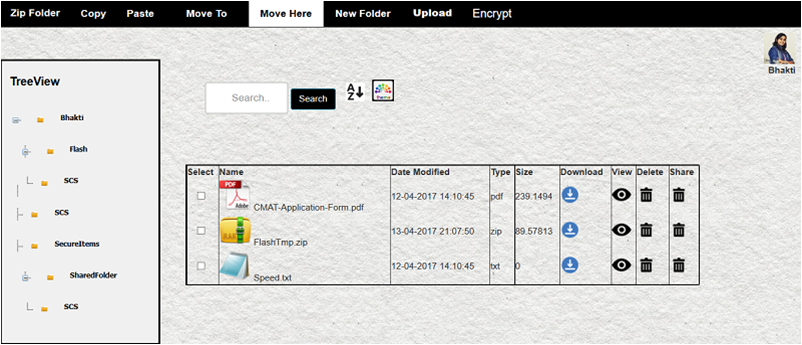 Zip Folder Copy Paste Move To Move Here New Folder Upload Encrypt
Bhakti
TreeView
Bhakti
Flash
SCS
SCS
SecureItems
SharedFolder
SCS
Search.. Search A Z
Select Name Date Modified Type Size Download View Delete Share
PDF Adobe CMAT-Application-Form.pdf 12-04-2017 14:10:45 pdf 239.1494
RAR FlashTmp.zip 13-04-2017 21:07:50 zip 89.57813
Speed.txt 12-04-2017 14:10:45 txt 0